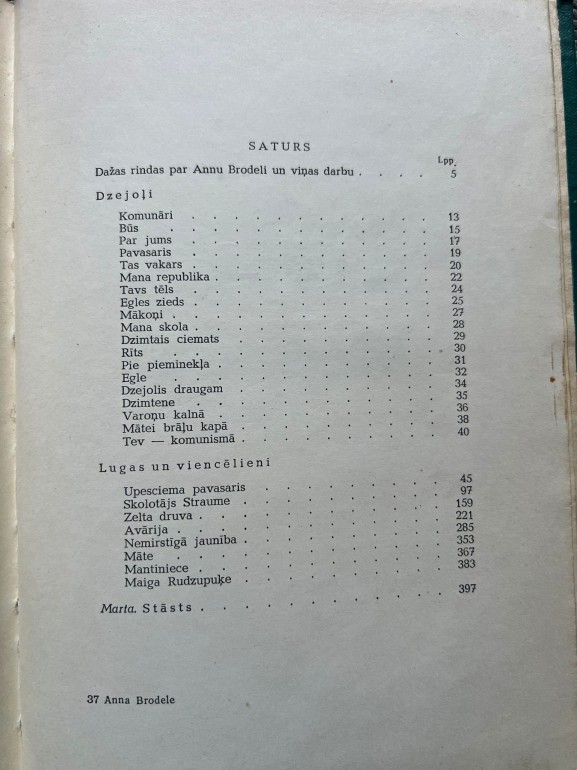 SATURS
Lpp.
Dažas rindas par Annu Brodeli un viņas darbu . . . . 5
Dzejoļi
Komunāri . . . . . . . . . . . 13
Būs . . . . . . . . . . . . 15
Par jums . . . . . . . . . . . 17
Pavasaris . . . . . . . . . . . 19
Tas vakars . . . . . . . . . . . 20
Mana republika . . . . . . . . . . 22
Tavs tēls . . . . . . . . . . . 24
Egles zieds . . . . . . . . . . . 25
Mākoņi . . . . . . . . . . . . 27
Mana skola . . . . . . . . . . . 28
Dzimtais ciemats . . . . . . . . . . 29
Rīts . . . . . . . . . . . . 30
Pie pieminekļa . . . . . . . . . . 31
Egle . . . . . . . . . . . . 32
Dzejolis draugam . . . . . . . . . 34
Dzimtene . . . . . . . . . . . 35
Varoņu kalnā . . . . . . . . . . 36
Mātei brāļu kapā . . . . . . . . . 38
Tev — komunismā . . . . . . . . . 40
Lugas un viencēlieni
Upesciema pavasaris . . . . . . . . 45
Skolotājs Straume . . . . . . . . . 97
Zelta druva . . . . . . . . . . . 159
Avārija . . . . . . . . . . . . 221
Nemirstīgā jaunība . . . . . . . . . 285
Māte . . . . . . . . . . . . 353
Mantiniece . . . . . . . . . . . 367
Maiga Rudzupuķe . . . . . . . . . 383
Marta. Stāsts . . . . . . . . . . . 397
37 Anna Brodele